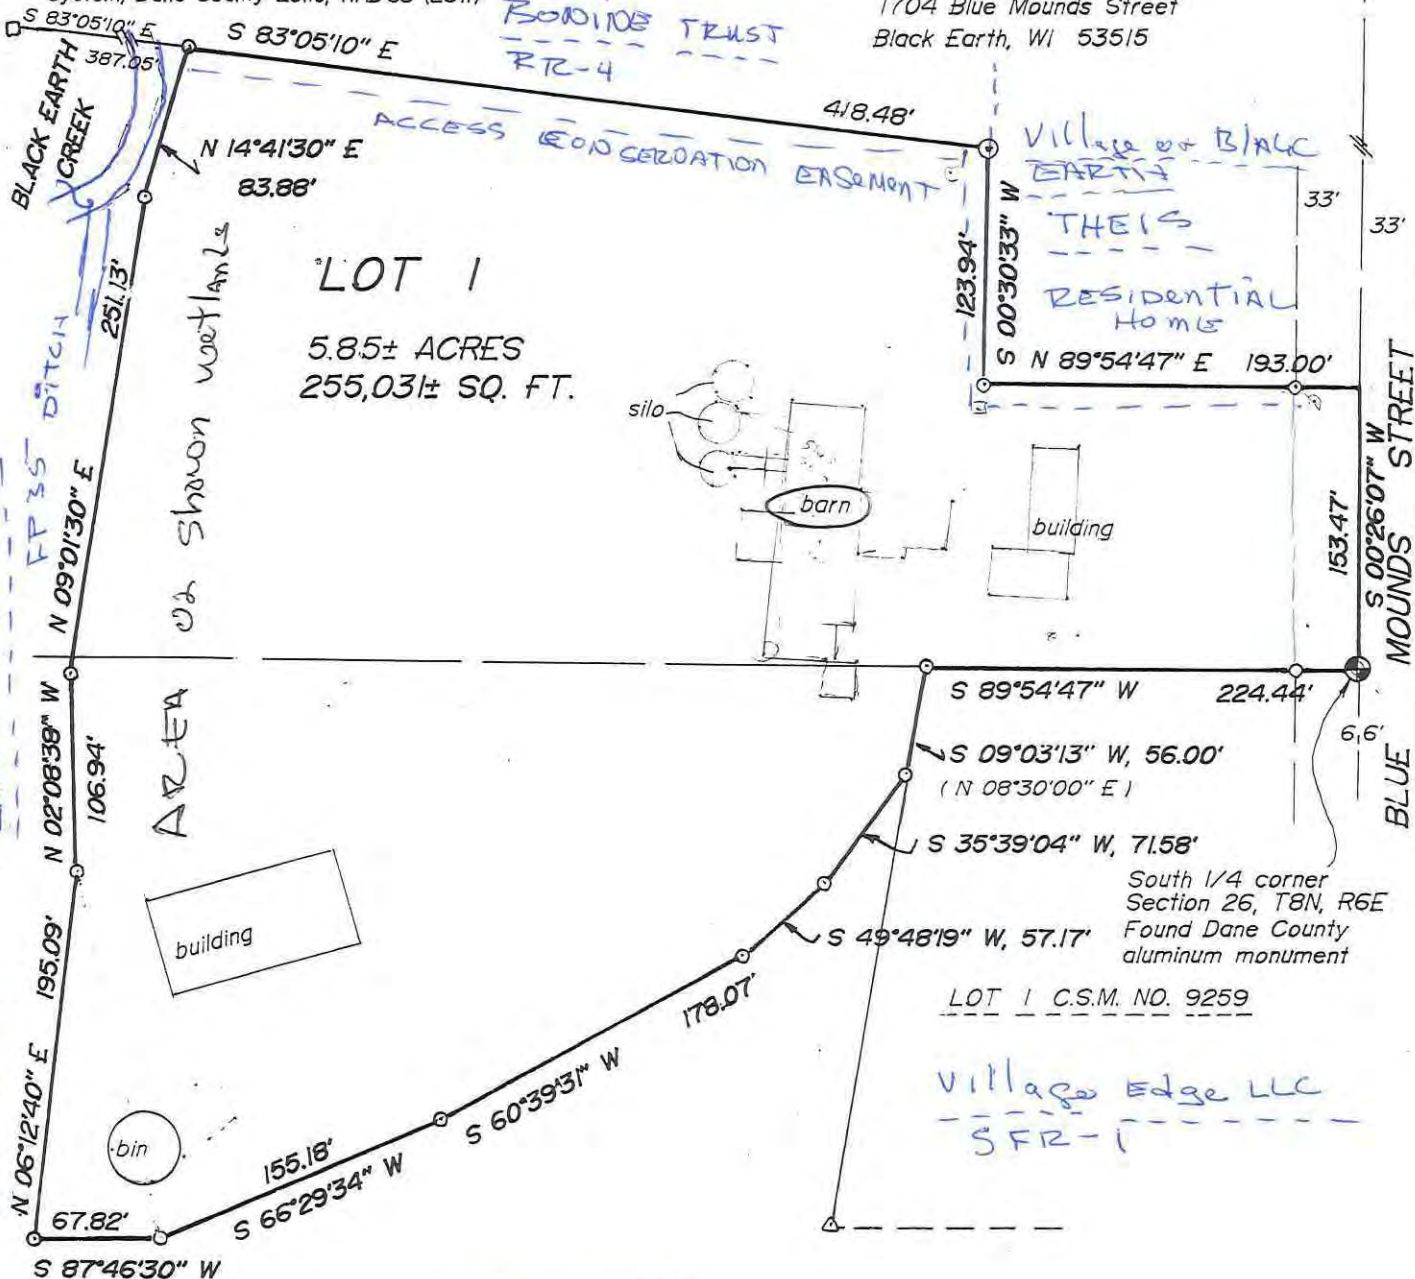 1704 Blue Mounds Street
Black Earth, WI 53515
S 83°05'10" E
387.05'
S 83°05'10" E
418.48'
BONINE TRUST
RR-4
BLACK EARTH
CREEK
N 14°41'30" E
83.88'
ACCESS CONSERVATION EASEMENT
Village of Black
EARTH
THEIS
RESIDENTIAL
HOME
33'
33'
123.94'
S 00°30'33" W
N 89°54'47" E 193.00'
LOT 1
5.85± ACRES
255,031± SQ. FT.
251.13'
N 09°01'30" E
FP 35 DITCH
AREA Shown wetlands
silo
barn
building
153.47'
S 00°26'07" W
BLUE MOUNDS STREET
S 89°54'47" W 224.44'
66'
S 09°03'13" W, 56.00'
(N 08°30'00" E)
S 35°39'04" W, 71.58'
S 49°48'19" W, 57.17'
South 1/4 corner
Section 26, T8N, R6E
Found Dane County
aluminum monument
LOT 1 C.S.M. NO. 9259
Village Edge LLC
SFR-1
N 02°08'38" W
106.94'
building
195.09'
N 06°12'40" E
bin
178.07'
S 60°39'31" W
155.18'
S 66°29'34" W
67.82'
S 87°46'30" W